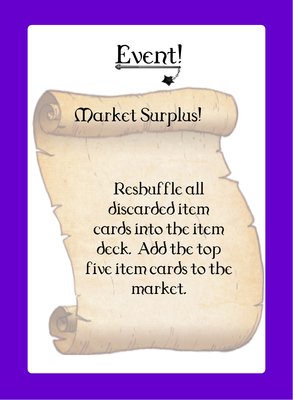 Event!
Market Surplus!
Reshuffle all
discarded item
cards into the item
deck. Add the top
five item cards to the
market.